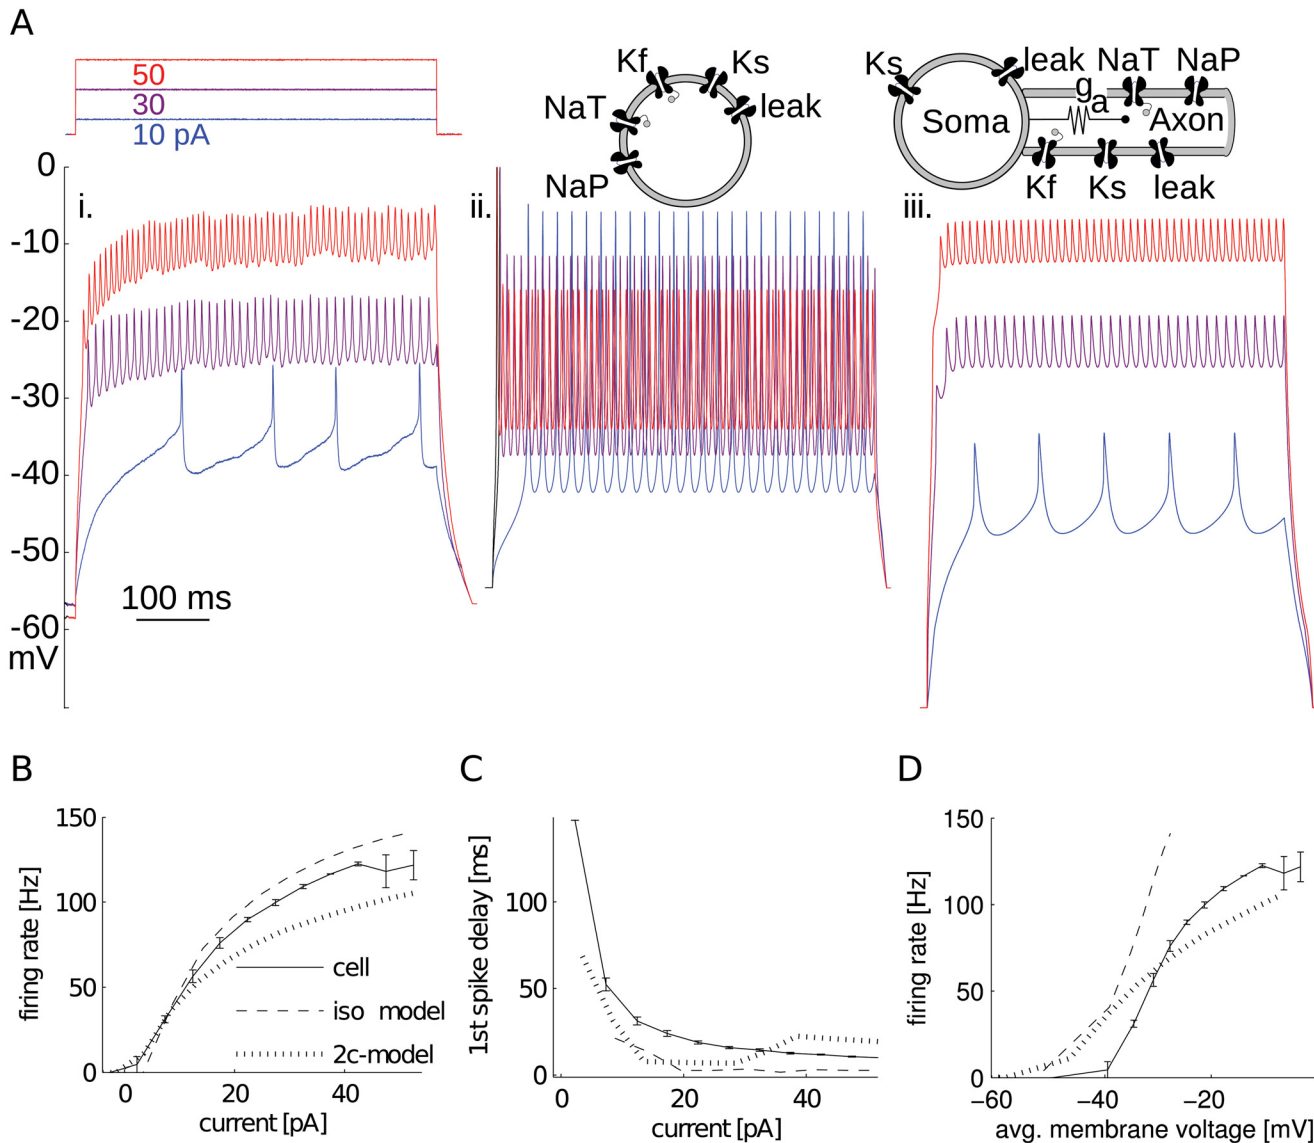 A
50
30
10 pA
Kf
Ks
NaT
leak
NaP
Ks
leak
NaT
NaP
ga
Soma
Axon
Kf
Ks
leak
0
-10
-20
-30
-40
-50
-60
mV
i.
ii.
iii.
100 ms
B
150
100
50
0
firing rate [Hz]
cell
iso model
2c-model
20
40
current [pA]
C
100
50
0
1st spike delay [ms]
0
20
40
current [pA]
D
150
100
50
0
firing rate [Hz]
−60
−40
−20
avg. membrane voltage [mV]